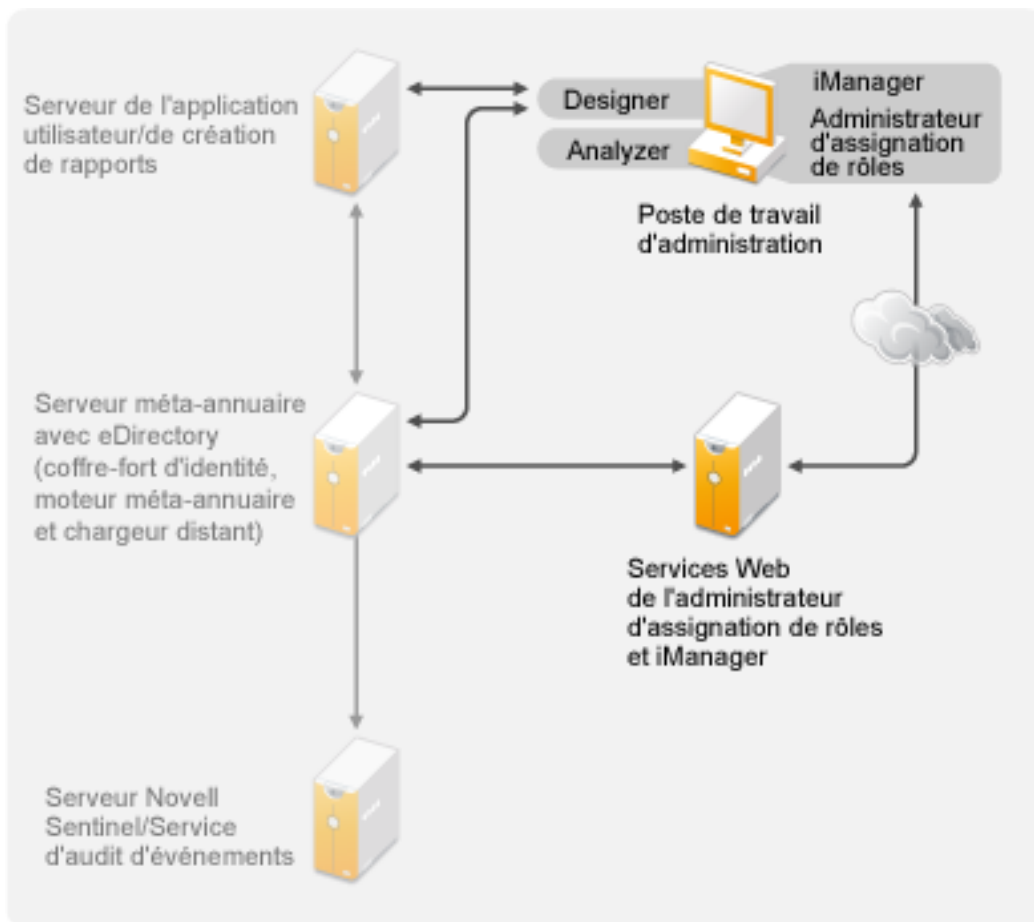 Serveur de l'application
utilisateur/de création
de rapports
Designer
Analyzer
iManager
Administrateur
d'assignation
de rôles
Poste de travail
d'administration
Serveur méta-annuaire
avec eDirectory
(coffre-fort d'identité,
moteur méta-annuaire
et chargeur distant)
Services Web
de l'administrateur
d'assignation de rôles
et iManager
Serveur Novell
Sentinel/Service
d'audit d'événements